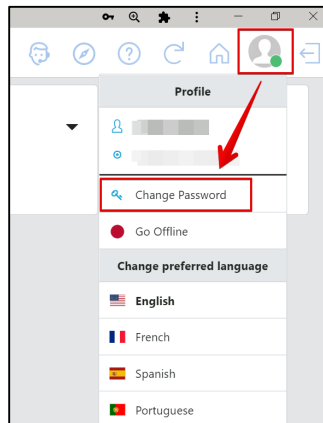 Profile
Change Password
Go Offline
Change preferred language
English
French
Spanish
Portuguese